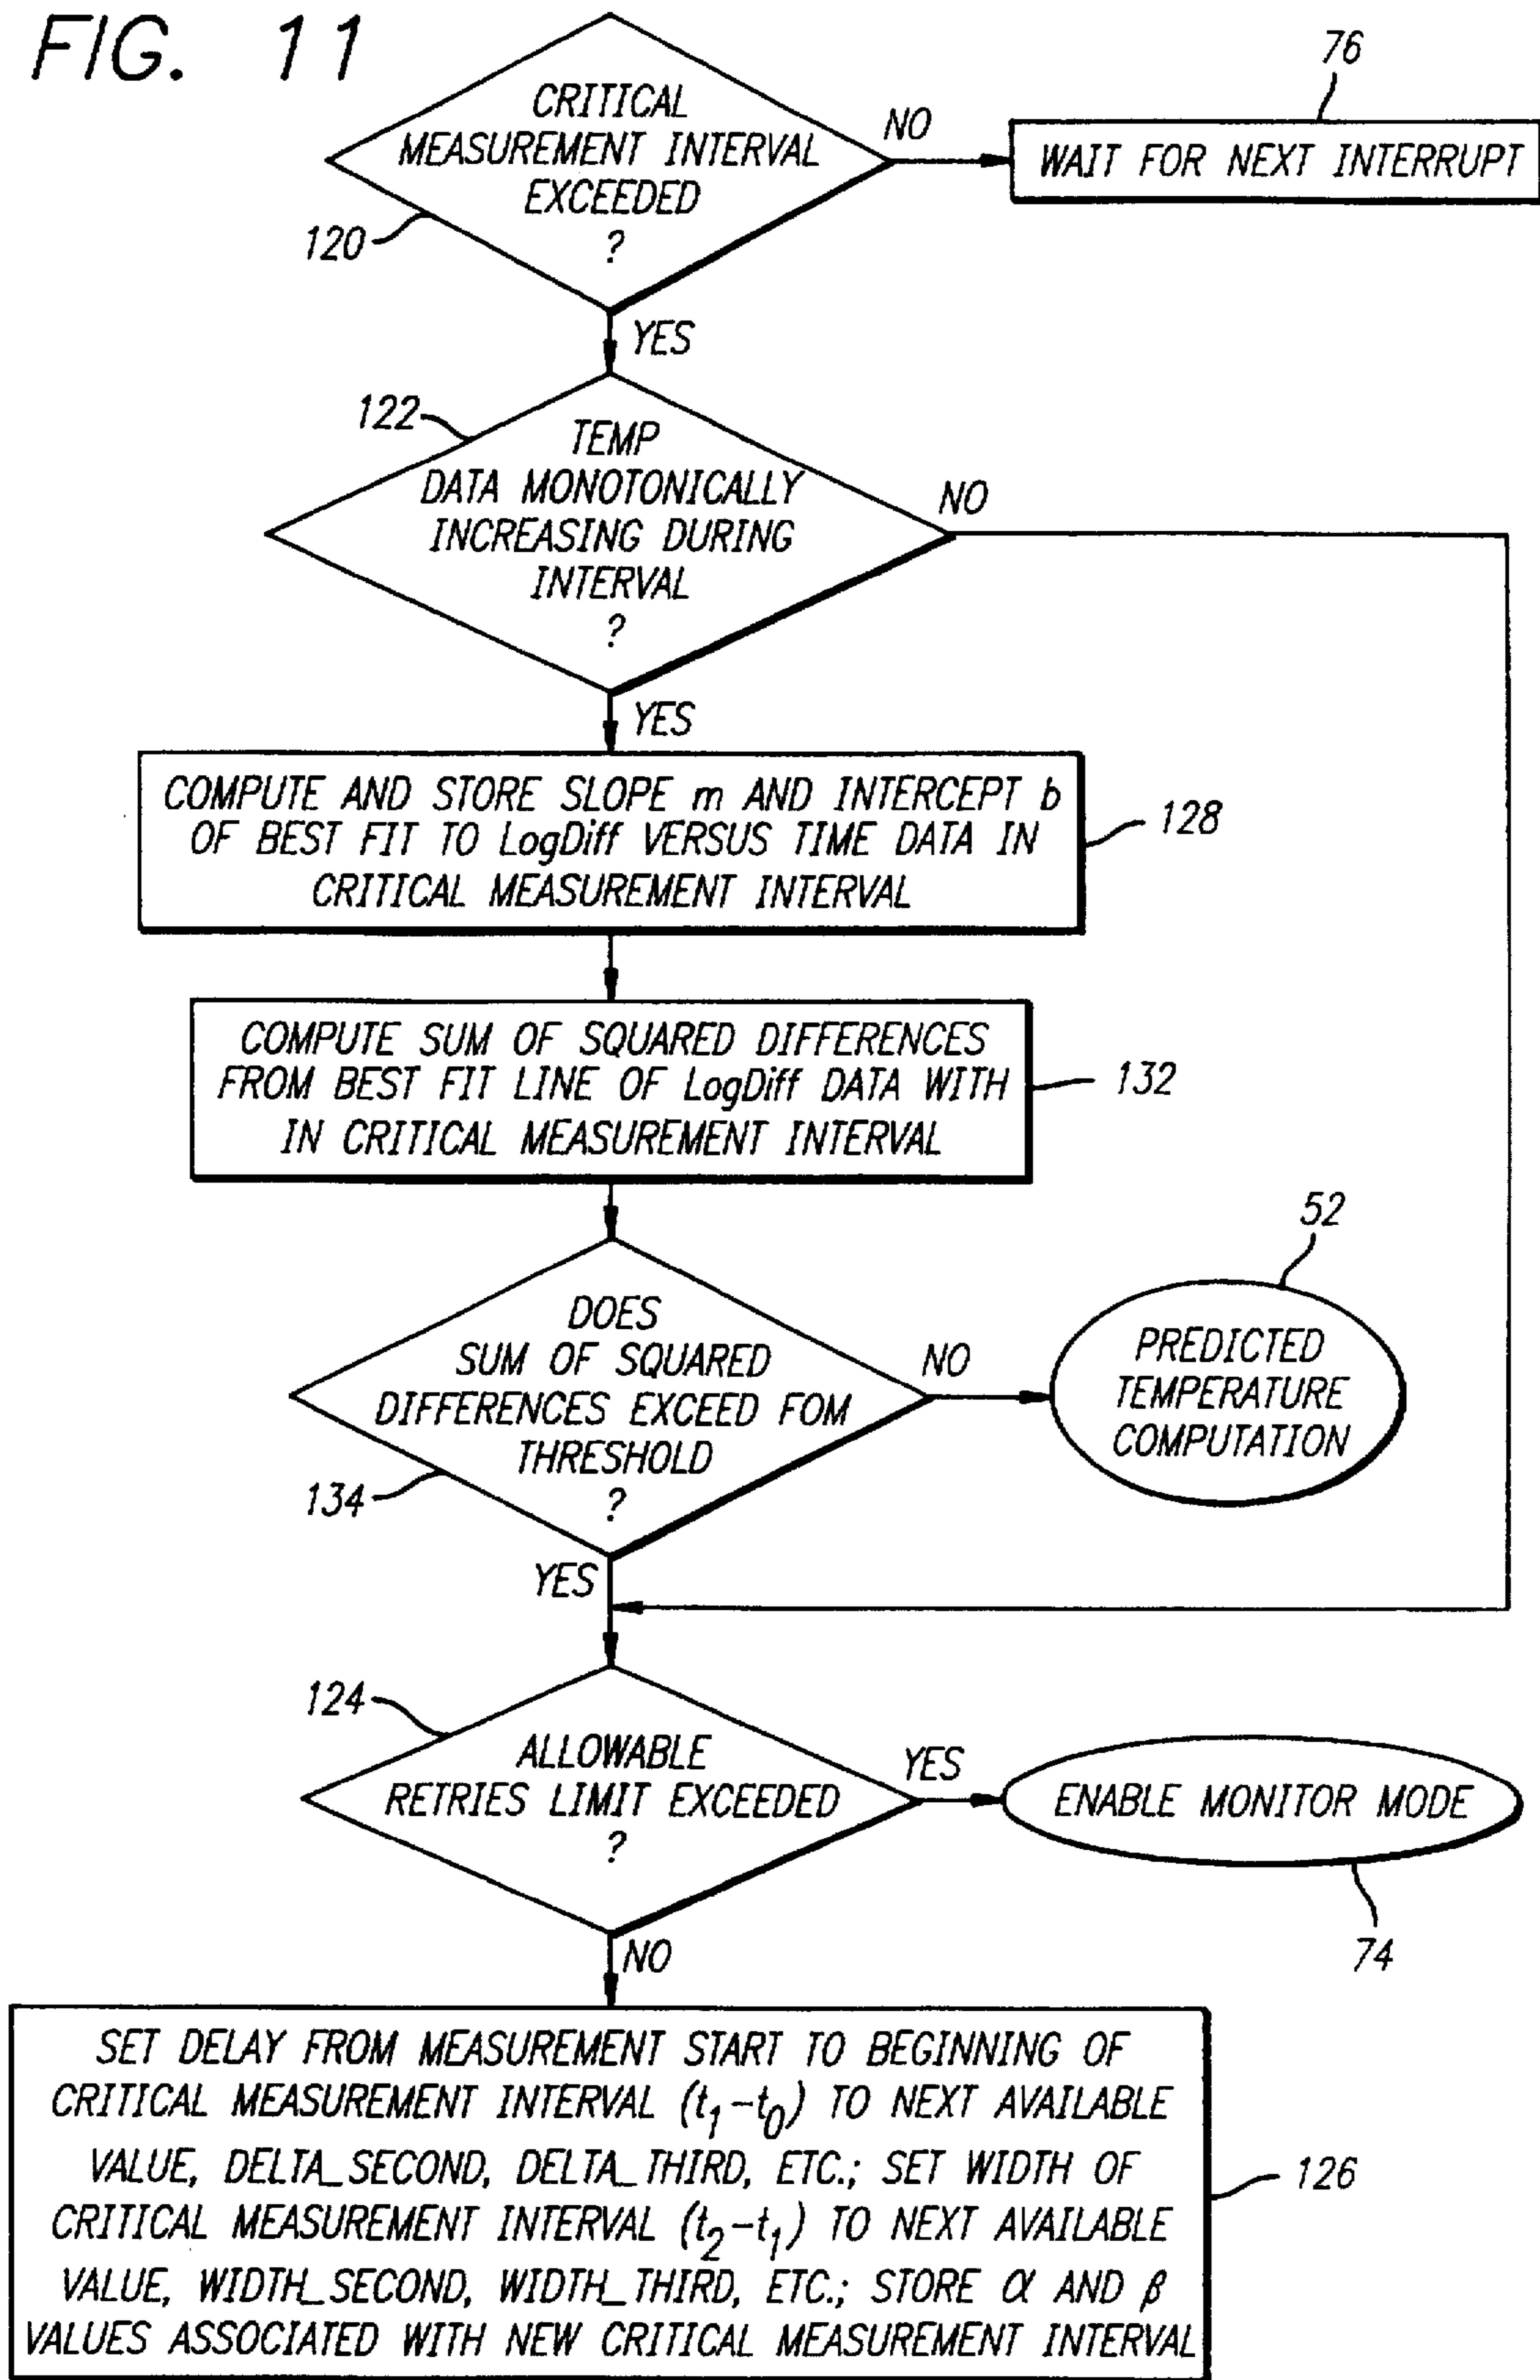 FIG. 11
76
CRITICAL
MEASUREMENT INTERVAL
EXCEEDED
?
NO
WAIT FOR NEXT INTERRUPT
120
YES
122
TEMP
DATA MONOTONICALLY
INCREASING DURING
INTERVAL
?
NO
YES
COMPUTE AND STORE SLOPE m AND INTERCEPT b
OF BEST FIT TO LogDiff VERSUS TIME DATA IN
CRITICAL MEASUREMENT INTERVAL
128
COMPUTE SUM OF SQUARED DIFFERENCES
FROM BEST FIT LINE OF LogDiff DATA WITH
IN CRITICAL MEASUREMENT INTERVAL
132
52
DOES
SUM OF SQUARED
DIFFERENCES EXCEED FOM
THRESHOLD
?
NO
PREDICTED
TEMPERATURE
COMPUTATION
134
YES
124
ALLOWABLE
RETRIES LIMIT EXCEEDED
?
YES
ENABLE MONITOR MODE
74
NO
SET DELAY FROM MEASUREMENT START TO BEGINNING OF
CRITICAL MEASUREMENT INTERVAL (t₁-t₀) TO NEXT AVAILABLE
VALUE, DELTA_SECOND, DELTA_THIRD, ETC.; SET WIDTH OF
CRITICAL MEASUREMENT INTERVAL (t₂-t₁) TO NEXT AVAILABLE
VALUE, WIDTH_SECOND, WIDTH_THIRD, ETC.; STORE α AND β
VALUES ASSOCIATED WITH NEW CRITICAL MEASUREMENT INTERVAL
126